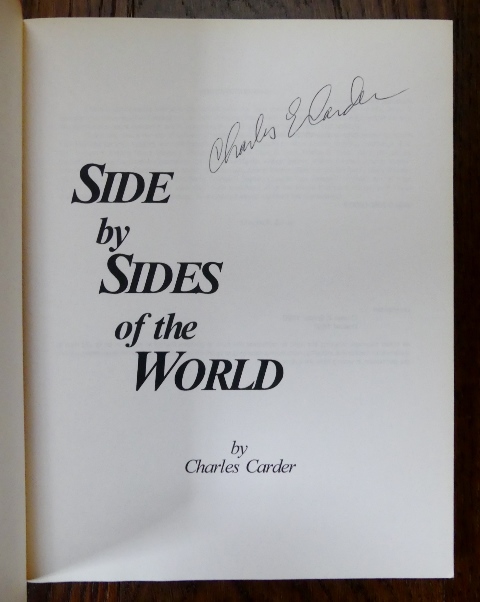 Charles E Carder
SIDE
by
SIDES
of the
WORLD
by
Charles Carder